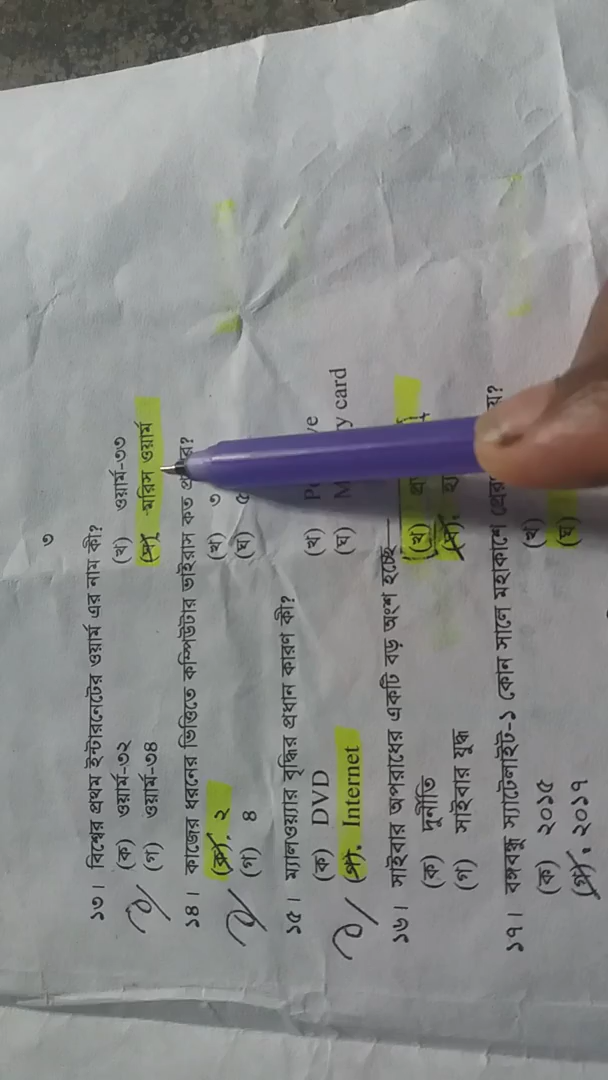 ৩
১৩। বিশ্বের প্রথম ইন্টারনেটের ওয়ার্ম এর নাম কী?
(ক) ওয়ার্ম-৩২ (খ) ওয়ার্ম-৩৩
(গ) ওয়ার্ম-৩৪ (ঘ) মরিস ওয়ার্ম
১৪। কাজের ধরনের ভিত্তিতে কম্পিউটার ভাইরাস কত
(ক) ২ (খ) ৩
(গ) ৪ (ঘ) ৫
১৫। ম্যালওয়্যার বৃদ্ধির প্রধান কারণ কী?
(ক) DVD (খ)
(গ) Internet (ঘ) card
১৬। সাইবার অপরাধের একটি বড় অংশ হচ্ছে—
(ক) দুর্নীতি (খ)
(গ) সাইবার যুদ্ধ (ঘ)
১৭। বঙ্গবন্ধু স্যাটেলাইট-১ কোন সালে মহাকাশে
(ক) ২০১৫ (খ)
(গ) ২০১৭ (ঘ)